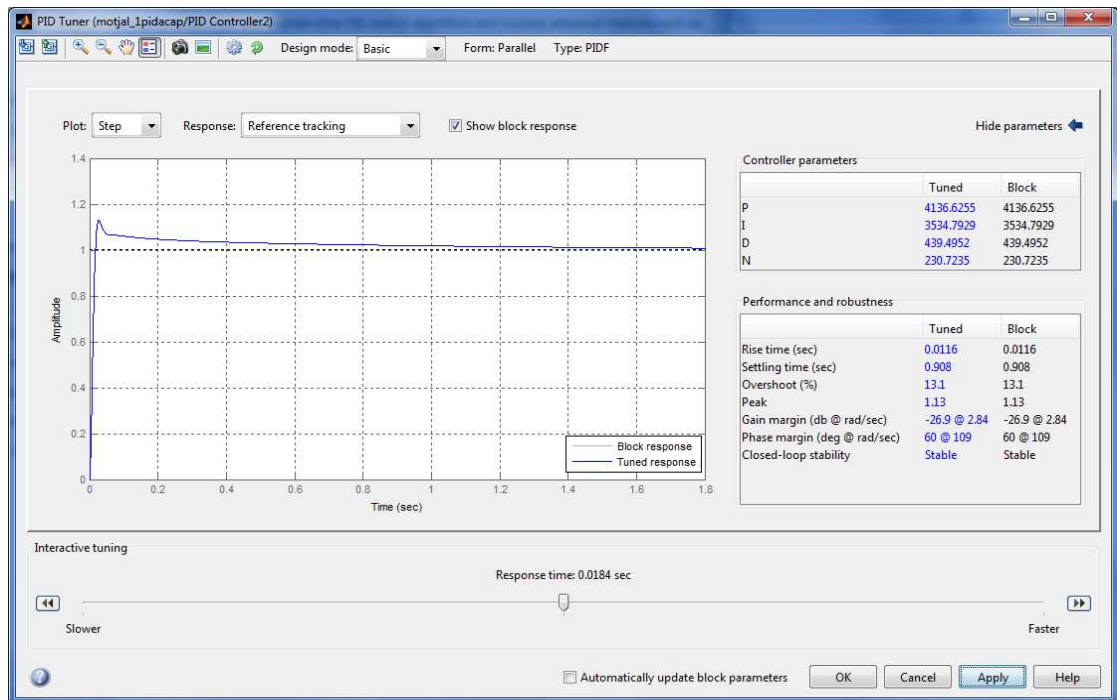 PID Tuner (motjal_1pidacap/PID Controller2)
Design mode: Basic Form: Parallel Type: PIDF
Plot: Step Response: Reference tracking Show block response Hide parameters
1.4
1.2
1
0.8
0.6
0.4
0.2
0
Amplitude
0 0.2 0.4 0.6 0.8 1 1.2 1.4 1.6 1.8
Time (sec)
Block response
Tuned response
Controller parameters
Tuned Block
P 4136.6255 4136.6255
I 3534.7929 3534.7929
D 439.4952 439.4952
N 230.7235 230.7235
Performance and robustness
Tuned Block
Rise time (sec) 0.0116 0.0116
Settling time (sec) 0.908 0.908
Overshoot (%) 13.1 13.1
Peak 1.13 1.13
Gain margin (db @ rad/sec) -26.9 @ 2.84 -26.9 @ 2.84
Phase margin (deg @ rad/sec) 60 @ 109 60 @ 109
Closed-loop stability Stable Stable
Interactive tuning
Response time: 0.0184 sec
Slower Faster
Automatically update block parameters OK Cancel Apply Help